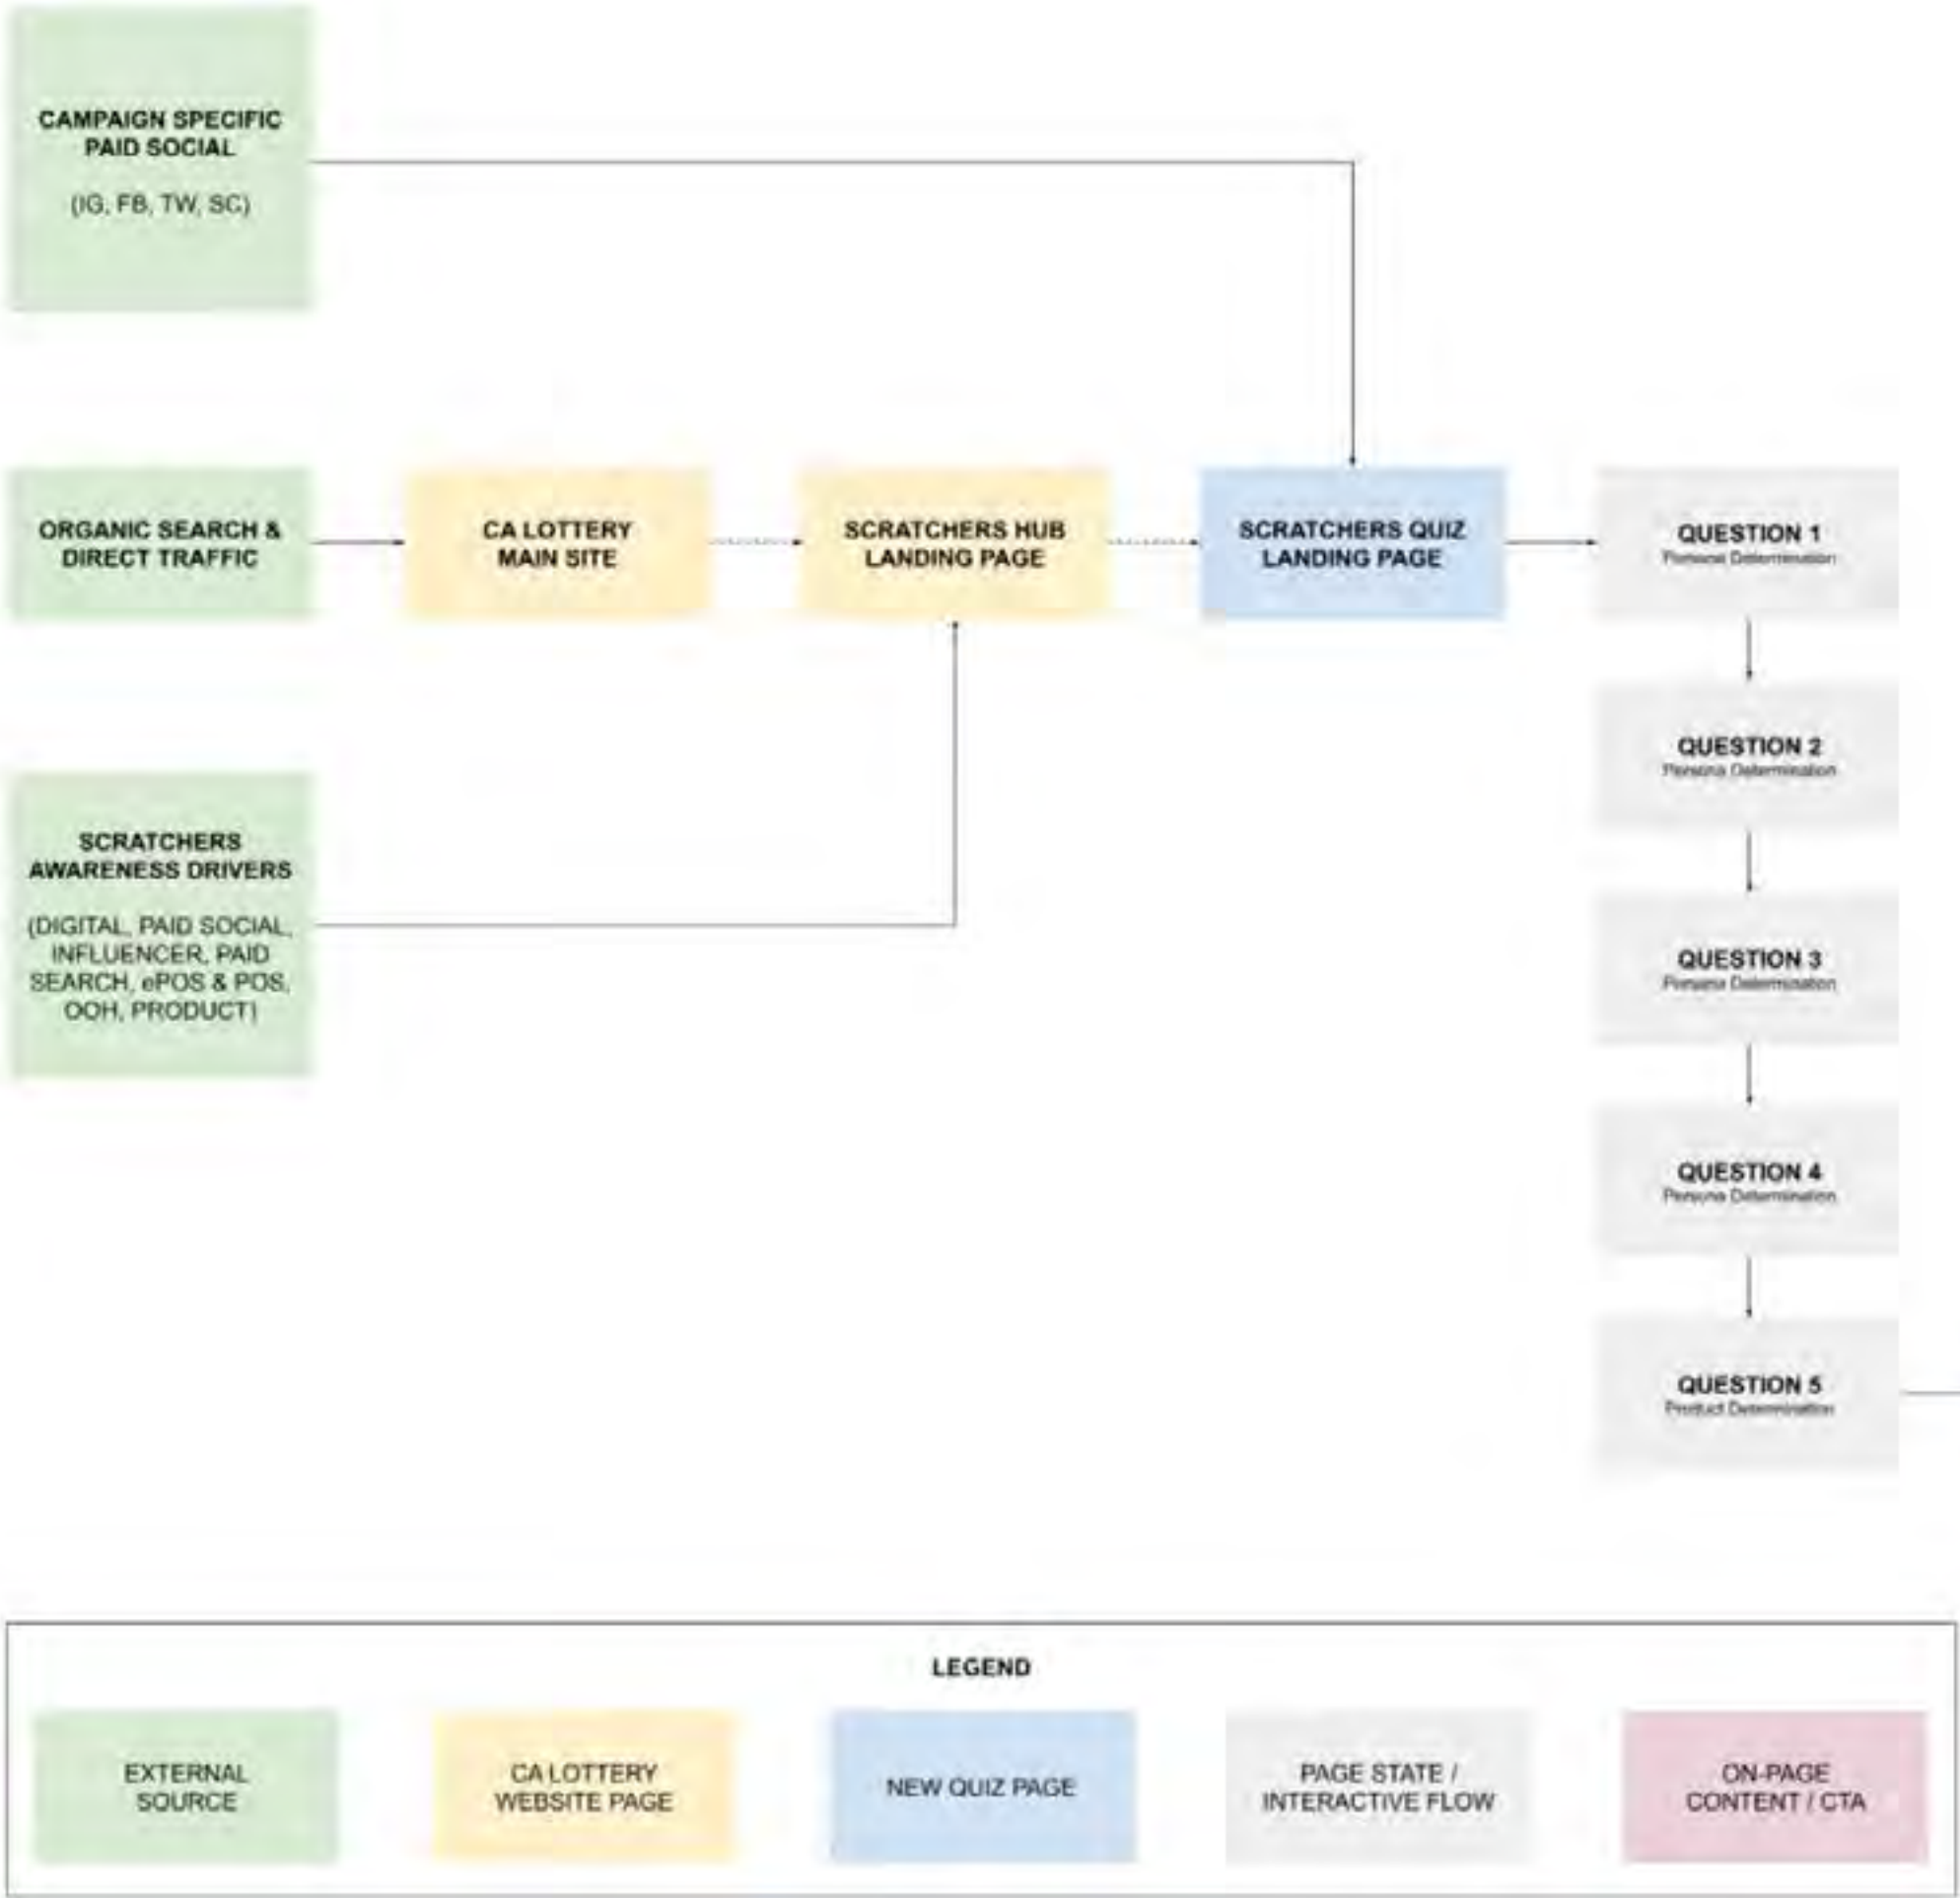 CAMPAIGN SPECIFIC
PAID SOCIAL
(IG, FB, TW, SC)
ORGANIC SEARCH &
DIRECT TRAFFIC
CA LOTTERY
MAIN SITE
SCRATCHERS HUB
LANDING PAGE
SCRATCHERS QUIZ
LANDING PAGE
QUESTION 1
Persona Determination
QUESTION 2
Persona Determination
SCRATCHERS
AWARENESS DRIVERS
(DIGITAL, PAID SOCIAL,
INFLUENCER, PAID
SEARCH, ePOS & POS,
OOH, PRODUCT)
QUESTION 3
Persona Determination
QUESTION 4
Persona Determination
QUESTION 5
Product Determination
LEGEND
EXTERNAL
SOURCE
CA LOTTERY
WEBSITE PAGE
NEW QUIZ PAGE
PAGE STATE /
INTERACTIVE FLOW
ON-PAGE
CONTENT / CTA